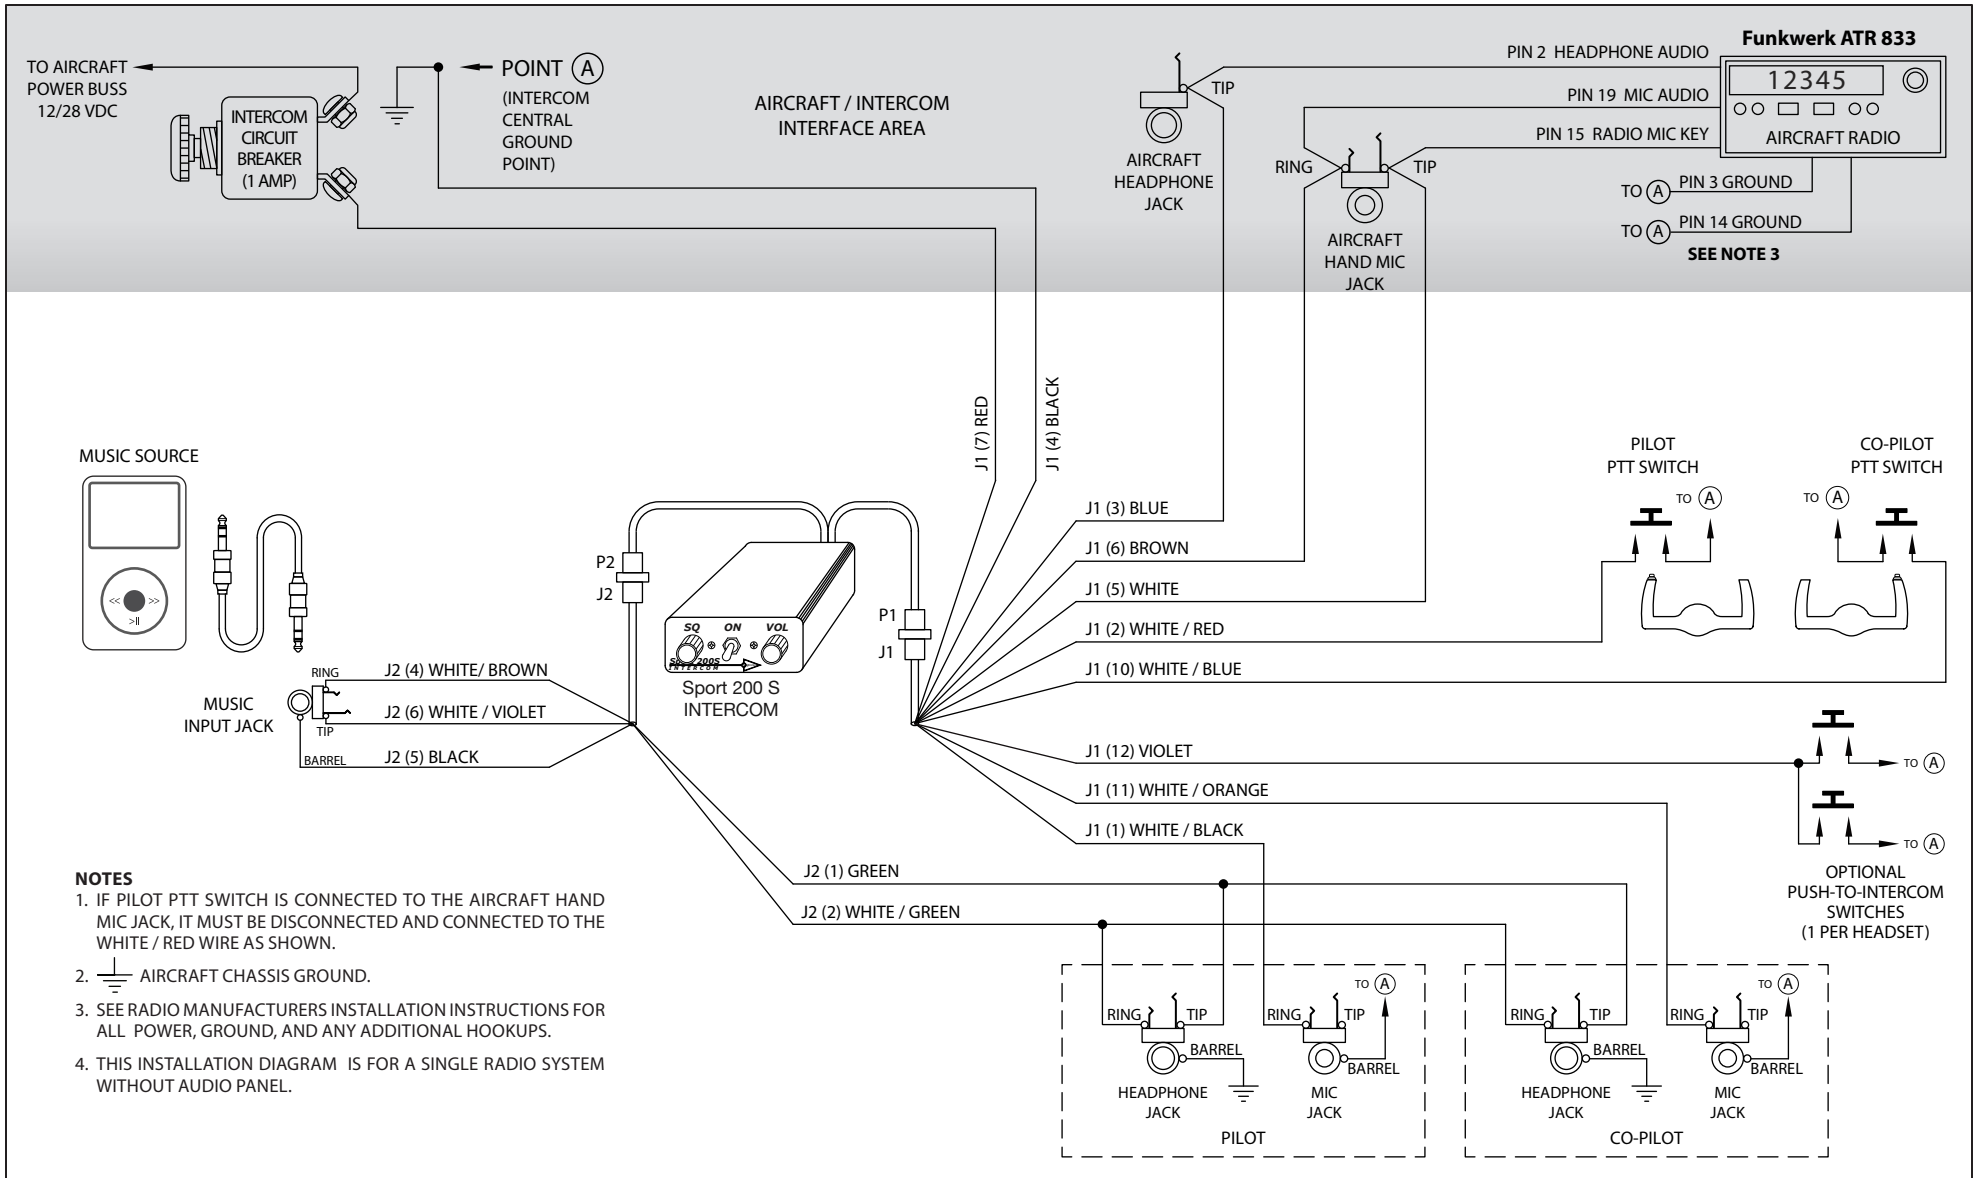 TO AIRCRAFT
POWER BUSS
12/28 VDC
INTERCOM
CIRCUIT
BREAKER
(1 AMP)
POINT A
(INTERCOM
CENTRAL
GROUND
POINT)
AIRCRAFT / INTERCOM
INTERFACE AREA
TIP
AIRCRAFT
HEADPHONE
JACK
RING
TIP
AIRCRAFT
HAND MIC
JACK
PIN 2 HEADPHONE AUDIO
PIN 19 MIC AUDIO
PIN 15 RADIO MIC KEY
Funkwerk ATR 833
12345
AIRCRAFT RADIO
TO A PIN 3 GROUND
TO A PIN 14 GROUND
SEE NOTE 3
J1 (7) RED
J1 (4) BLACK
MUSIC SOURCE
<<
>>
>||
P2
J2
SQ
ON
VOL
200S
INTERCOM
P1
J1
Sport 200 S
INTERCOM
J1 (3) BLUE
J1 (6) BROWN
J1 (5) WHITE
J1 (2) WHITE / RED
J1 (10) WHITE / BLUE
PILOT
PTT SWITCH
TO A
CO-PILOT
PTT SWITCH
TO A
MUSIC
INPUT JACK
RING
TIP
BARREL
J2 (4) WHITE/ BROWN
J2 (6) WHITE / VIOLET
J2 (5) BLACK
J1 (12) VIOLET
J1 (11) WHITE / ORANGE
J1 (1) WHITE / BLACK
TO A
TO A
OPTIONAL
PUSH-TO-INTERCOM
SWITCHES
(1 PER HEADSET)
J2 (1) GREEN
J2 (2) WHITE / GREEN
NOTES
1. IF PILOT PTT SWITCH IS CONNECTED TO THE AIRCRAFT HAND
MIC JACK, IT MUST BE DISCONNECTED AND CONNECTED TO THE
WHITE / RED WIRE AS SHOWN.
2. AIRCRAFT CHASSIS GROUND.
3. SEE RADIO MANUFACTURERS INSTALLATION INSTRUCTIONS FOR
ALL POWER, GROUND, AND ANY ADDITIONAL HOOKUPS.
4. THIS INSTALLATION DIAGRAM IS FOR A SINGLE RADIO SYSTEM
WITHOUT AUDIO PANEL.
RING
TIP
BARREL
HEADPHONE
JACK
TO A
RING
TIP
BARREL
MIC
JACK
PILOT
RING
TIP
BARREL
HEADPHONE
JACK
TO A
RING
TIP
BARREL
MIC
JACK
CO-PILOT